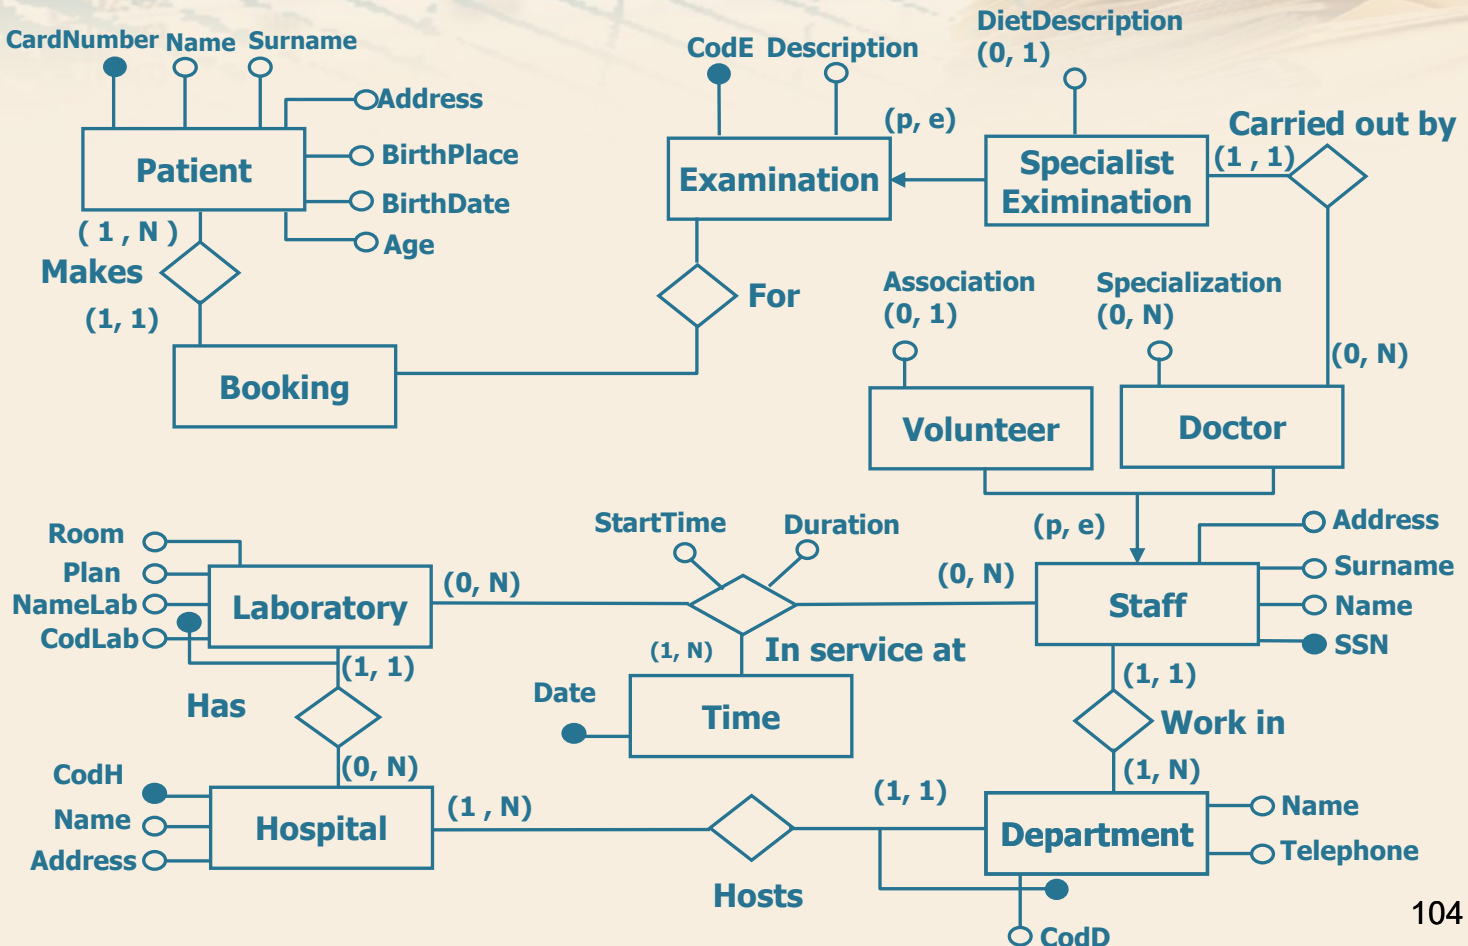 CardNumber Name Surname
Address
BirthPlace
BirthDate
Age
Patient
( 1 , N )
Makes
(1, 1)
Booking
CodE Description
(p, e)
Examination
For
DietDescription
(0, 1)
Specialist
Eximination
Carried out by
(1 , 1)
(0, N)
Association
(0, 1)
Volunteer
Specialization
(0, N)
Doctor
(p, e)
Address
Surname
Name
SSN
Staff
(0, N)
StartTime
Duration
In service at
(0, N)
(1, N)
Room
Plan
NameLab
CodLab
Laboratory
(1, 1)
Has
(0, N)
Date
Time
(1, 1)
Work in
(1, N)
CodH
Name
Address
Hospital
(1 , N)
Hosts
(1, 1)
Department
Name
Telephone
CodD
104